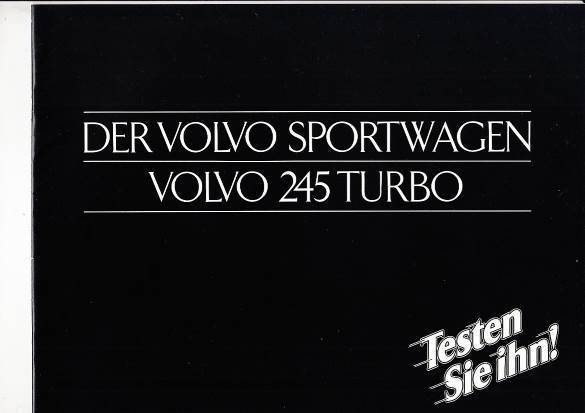 DER VOLVO SPORTWAGEN
VOLVO 245 TURBO
Testen
Sie ihn!